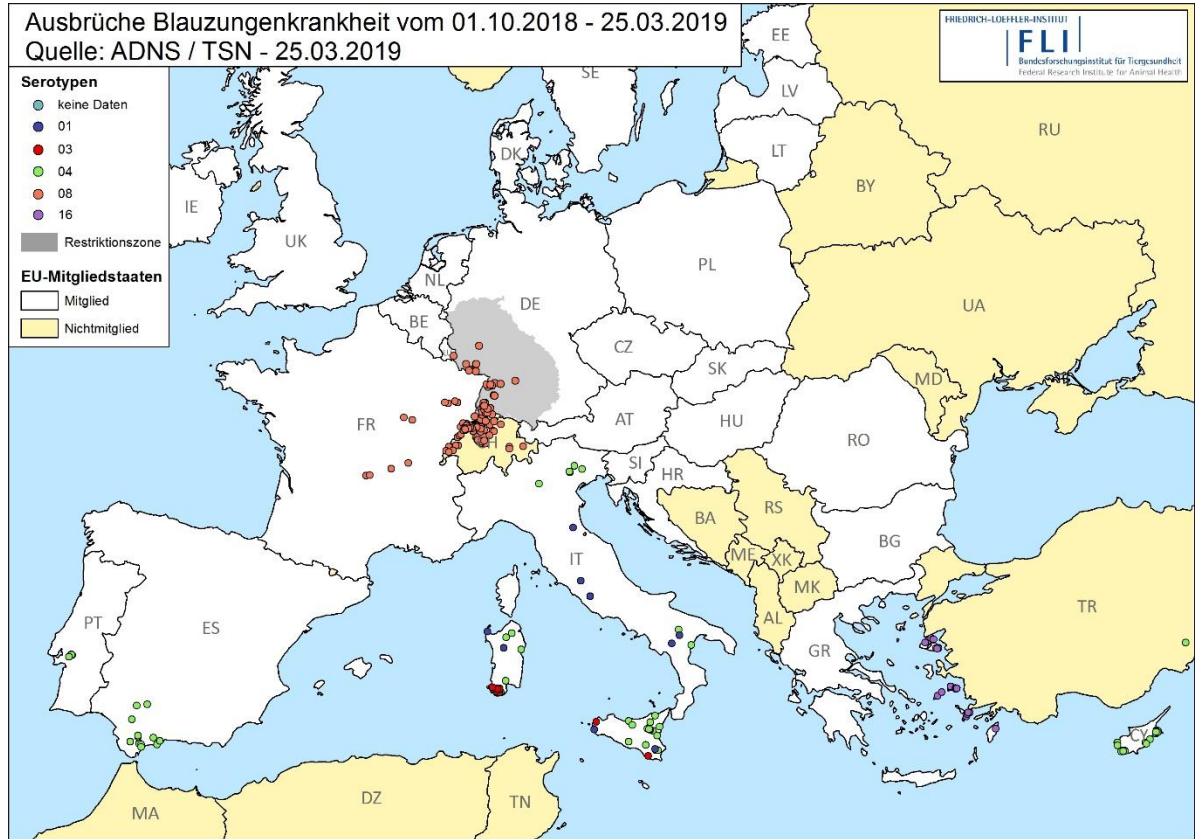 Ausbrüche Blauzungenkrankheit vom 01.10.2018 - 25.03.2019
Quelle: ADNS / TSN - 25.03.2019
FRIEDRICH-LOEFFLER-INSTITUT
FLI
Bundesforschungsinstitut für Tiergesundheit
Federal Research Institute for Animal Health
Serotypen
keine Daten
01
03
04
08
16
Restriktionszone
EU-Mitgliedstaaten
Mitglied
Nichtmitglied
EE
SE
LV
RU
DK
LT
BY
IE
UK
PL
NL
DE
UA
BE
CZ
SK
MD
FR
AT
HU
RO
H
SI
HR
BA
RS
BG
IT
ME
XK
MK
PT
ES
AL
TR
GR
CY
MA
DZ
TN